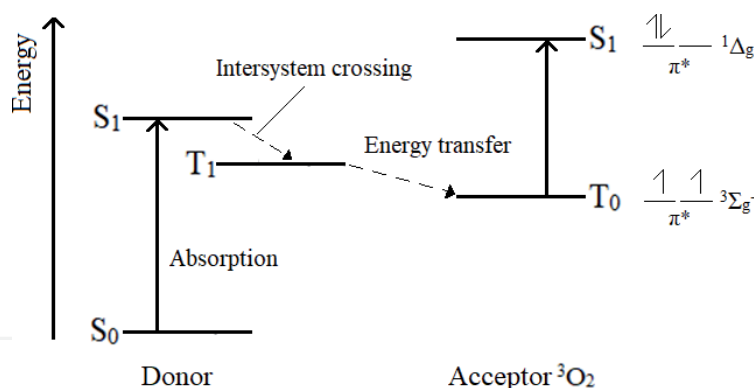 Energy
S₁
Intersystem crossing
T₁
Energy transfer
Absorption
S₀
Donor
S₁
π*
¹Δg
T₀
π*
³Σg⁻
Acceptor ³O₂